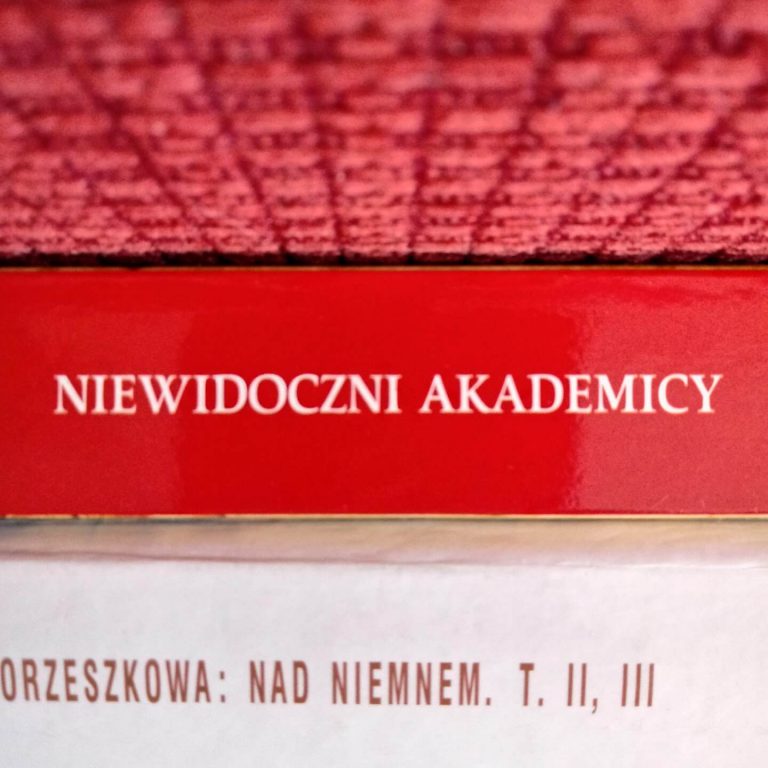 NIEWIDOCZNI AKADEMICY
ORZESZKOWA: NAD NIEMNEM. T. II, III